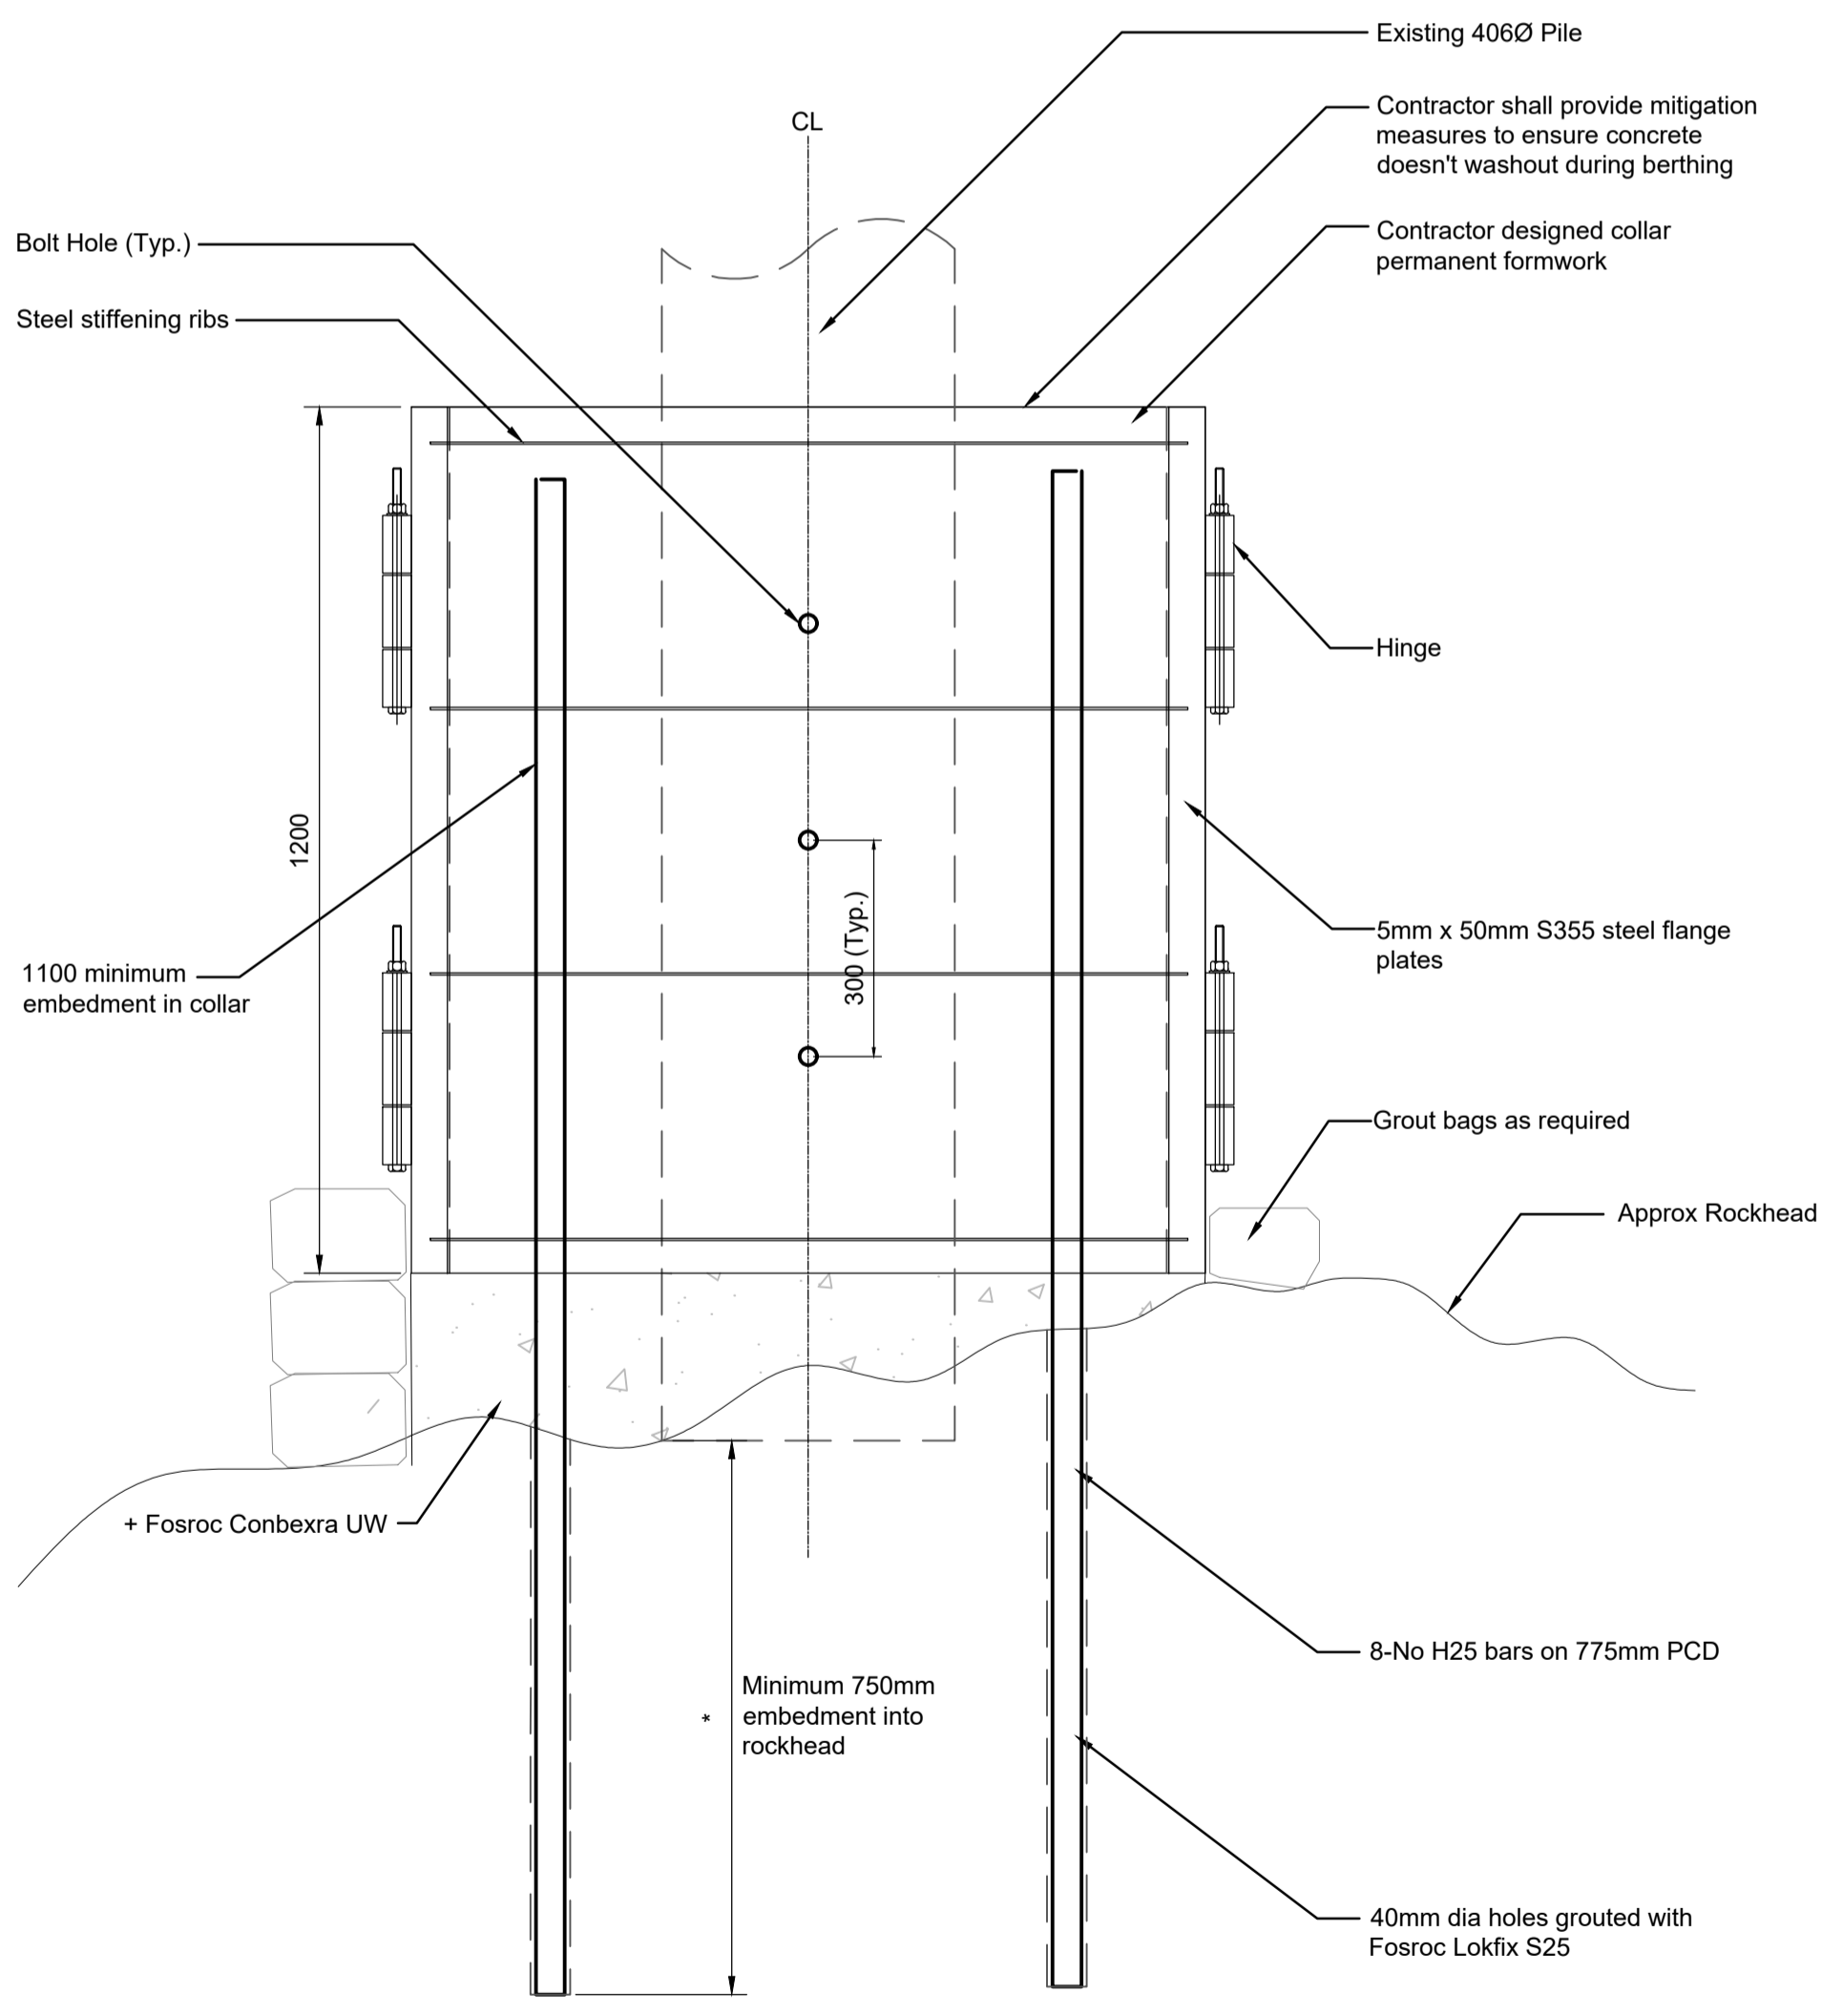 Existing 406Ø Pile
CL
Contractor shall provide mitigation
measures to ensure concrete
doesn't washout during berthing
Bolt Hole (Typ.)
Contractor designed collar
permanent formwork
Steel stiffening ribs
Hinge
1200
300 (Typ.)
5mm x 50mm S355 steel flange
plates
1100 minimum
embedment in collar
Grout bags as required
Approx Rockhead
+ Fosroc Conbexra UW
8-No H25 bars on 775mm PCD
*
Minimum 750mm
embedment into
rockhead
40mm dia holes grouted with
Fosroc Lokfix S25